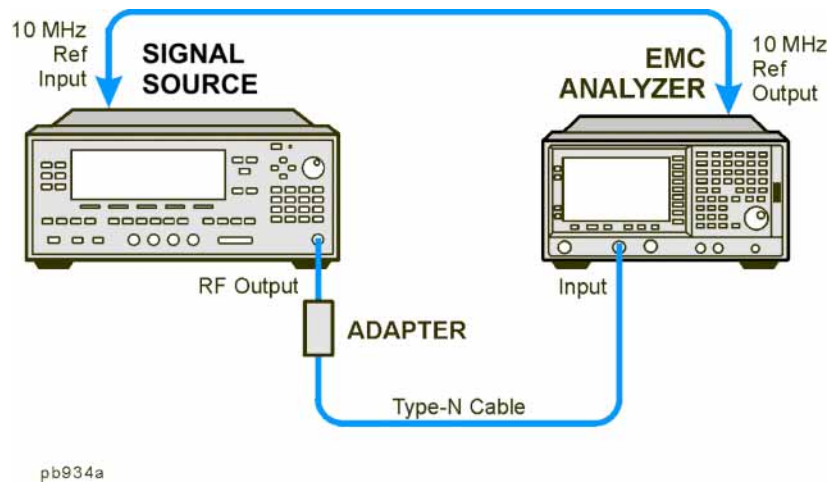 10 MHz
Ref
Input
SIGNAL
SOURCE
EMC
ANALYZER
10 MHz
Ref
Output
RF Output
Input
ADAPTER
Type-N Cable
pb934a